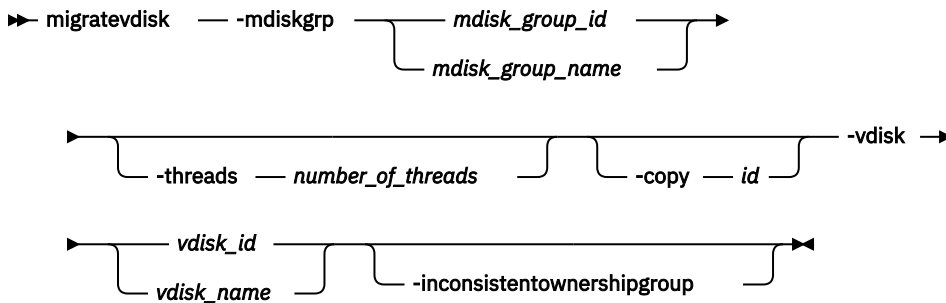 migratevdisk -mdiskgrp mdisk_group_id
mdisk_group_name
-vdisk
-threads number_of_threads -copy id
vdisk_id
vdisk_name -inconsistentownershipgroup